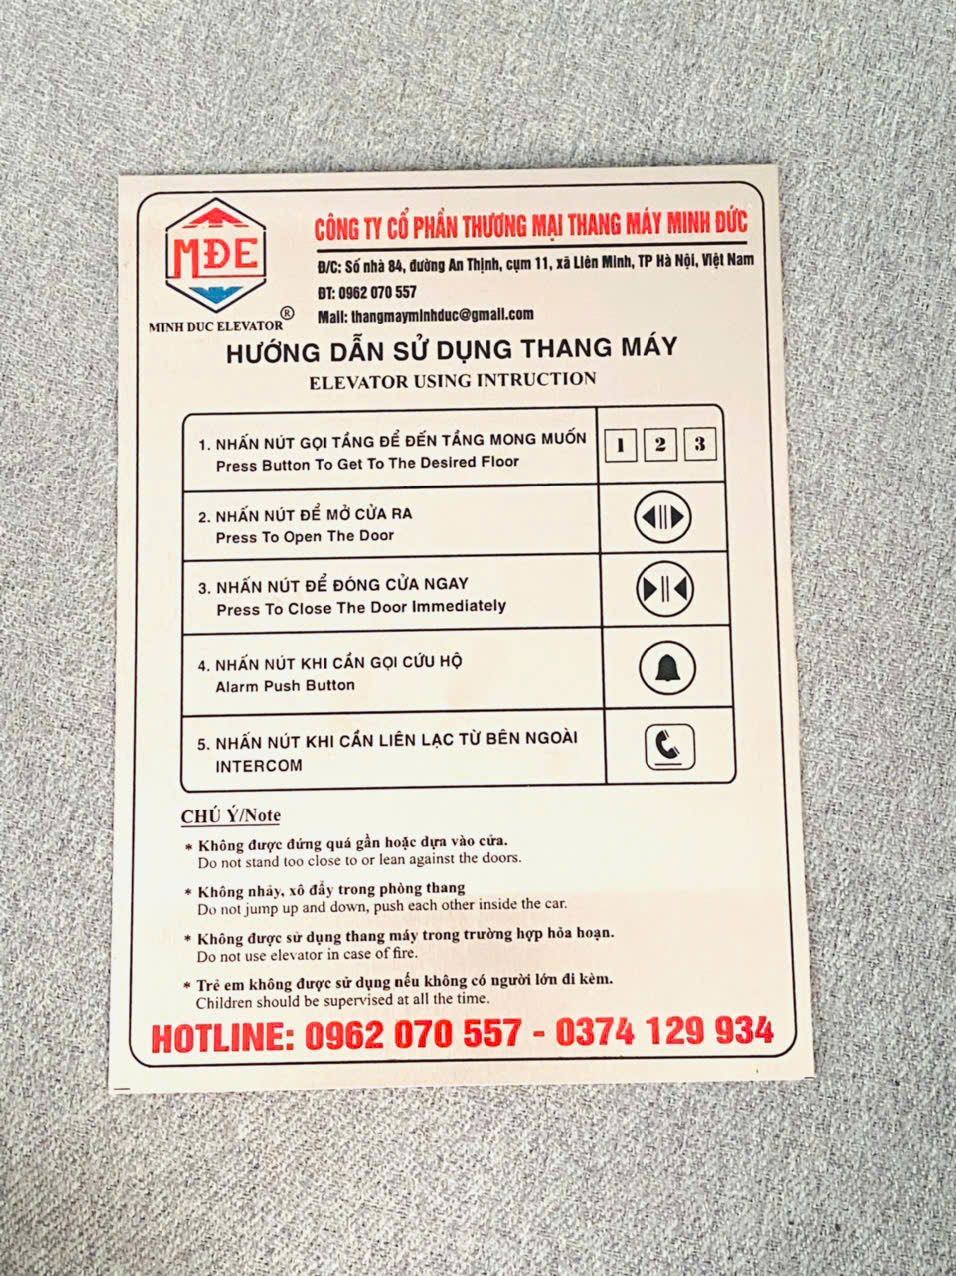 MĐE
MINH DUC ELEVATOR ®
CÔNG TY CỔ PHẦN THƯƠNG MẠI THANG MÁY MINH ĐỨC
Đ/C: Số nhà 84, đường An Thịnh, cụm 11, xã Liên Minh, TP Hà Nội, Việt Nam
ĐT: 0962 070 557
Mail: thangmayminhduc@gmail.com
HƯỚNG DẪN SỬ DỤNG THANG MÁY
ELEVATOR USING INTRUCTION
1. NHẤN NÚT GỌI TẦNG ĐỂ ĐẾN TẦNG MONG MUỐN
Press Button To Get To The Desired Floor
1 2 3
2. NHẤN NÚT ĐỂ MỞ CỬA RA
Press To Open The Door
3. NHẤN NÚT ĐỂ ĐÓNG CỬA NGAY
Press To Close The Door Immediately
4. NHẤN NÚT KHI CẦN GỌI CỨU HỘ
Alarm Push Button
5. NHẤN NÚT KHI CẦN LIÊN LẠC TỪ BÊN NGOÀI
INTERCOM
CHÚ Ý/Note
* Không được đứng quá gần hoặc dựa vào cửa.
Do not stand too close to or lean against the doors.
* Không nhảy, xô đẩy trong phòng thang
Do not jump up and down, push each other inside the car.
* Không được sử dụng thang máy trong trường hợp hỏa hoạn.
Do not use elevator in case of fire.
* Trẻ em không được sử dụng nếu không có người lớn đi kèm.
Children should be supervised at all the time.
HOTLINE: 0962 070 557 - 0374 129 934